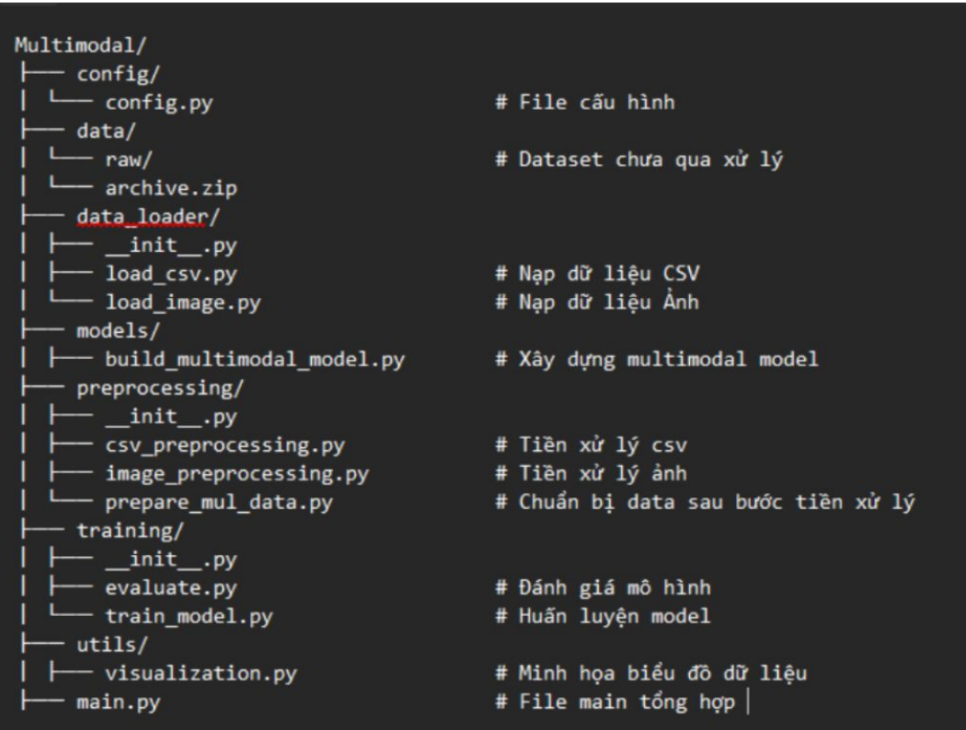 Multimodal/
├── config/
│ └── config.py # File cấu hình
├── data/
│ └── raw/ # Dataset chưa qua xử lý
│ └── archive.zip
├── data_loader/
│ ├── __init__.py
│ ├── load_csv.py # Nạp dữ liệu CSV
│ └── load_image.py # Nạp dữ liệu Ảnh
├── models/
│ ├── build_multimodal_model.py # Xây dựng multimodal model
├── preprocessing/
│ ├── __init__.py
│ ├── csv_preprocessing.py # Tiền xử lý csv
│ ├── image_preprocessing.py # Tiền xử lý ảnh
│ └── prepare_mul_data.py # Chuẩn bị data sau bước tiền xử lý
├── training/
│ ├── __init__.py
│ ├── evaluate.py # Đánh giá mô hình
│ └── train_model.py # Huấn luyện model
├── utils/
│ ├── visualization.py # Minh họa biểu đồ dữ liệu
├── main.py # File main tổng hợp